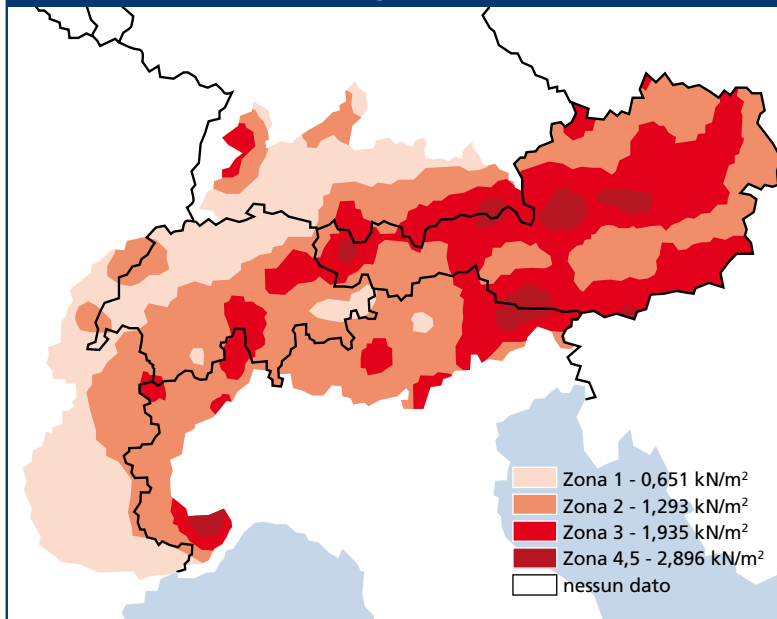 Zona 1 - 0,651 kN/m²
Zona 2 - 1,293 kN/m²
Zona 3 - 1,935 kN/m²
Zona 4,5 - 2,896 kN/m²
nessun dato